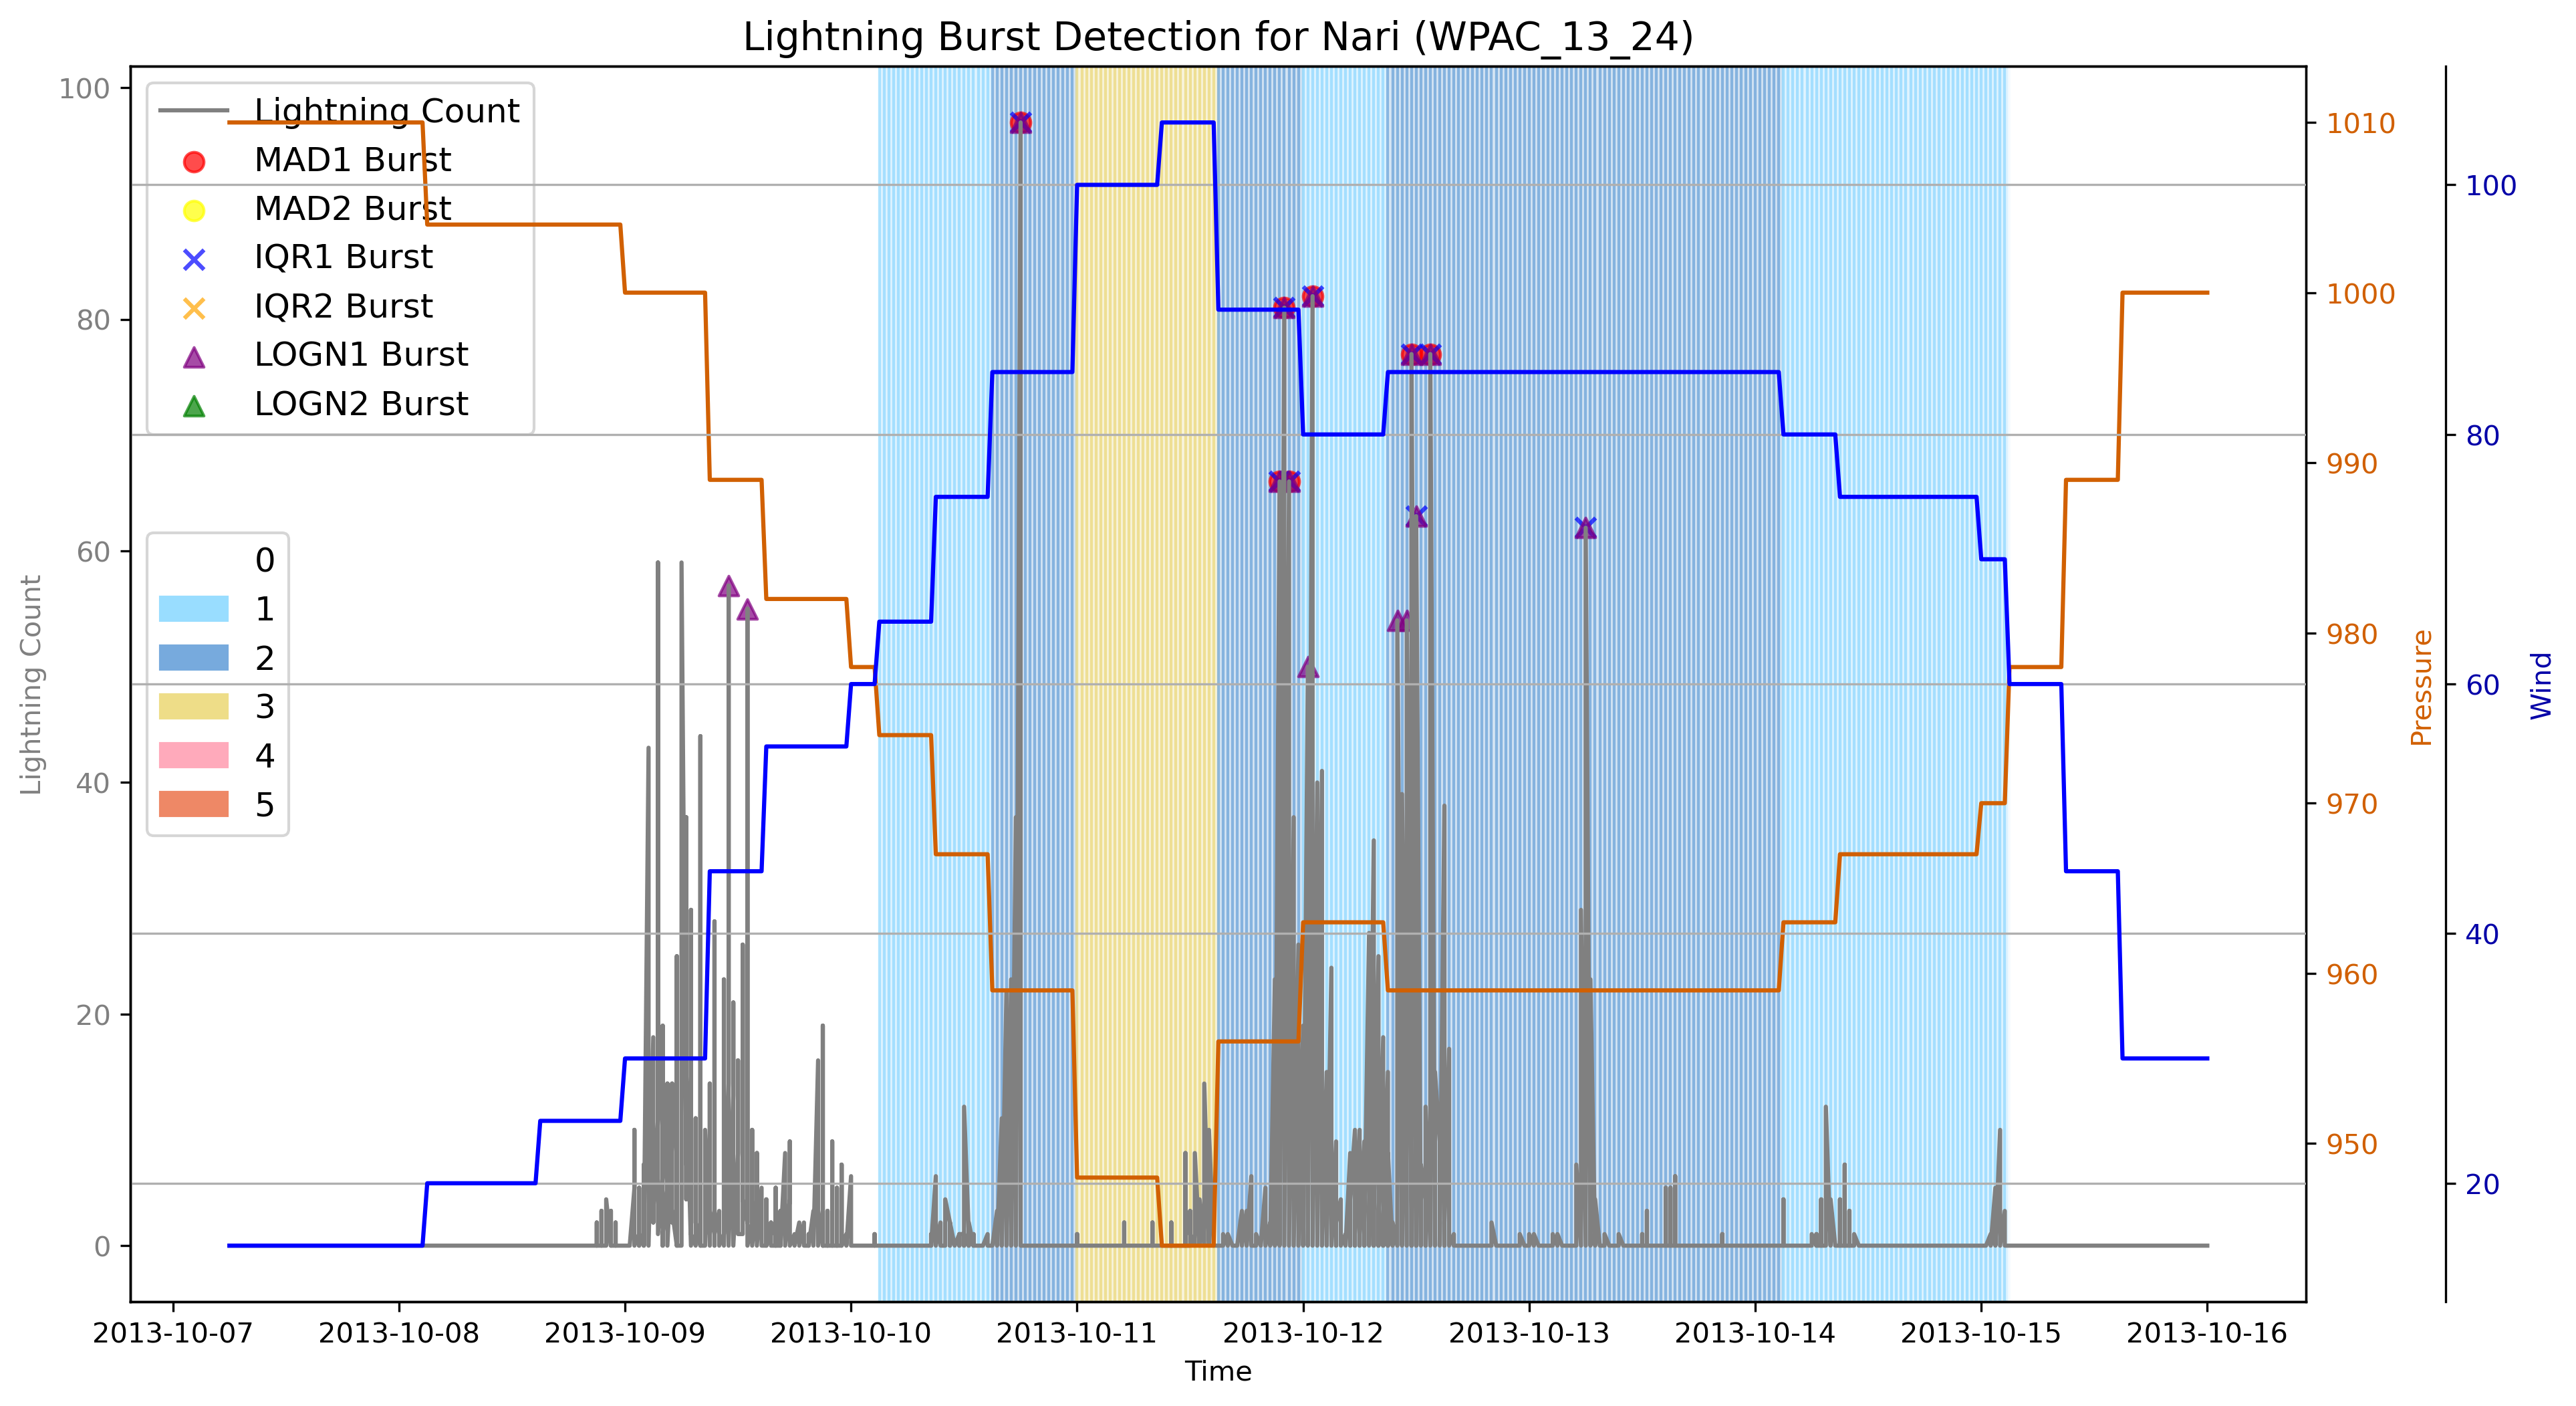 Lightning Burst Detection for Nari (WPAC_13_24)
Lightning Count
MAD1 Burst
MAD2 Burst
IQR1 Burst
IQR2 Burst
LOGN1 Burst
LOGN2 Burst
0
1
2
3
4
5
Lightning Count
100
80
60
40
20
0
1010
1000
990
980
970
960
950
Pressure
100
80
60
40
20
Wind
2013-10-07 2013-10-08 2013-10-09 2013-10-10 2013-10-11 2013-10-12 2013-10-13 2013-10-14 2013-10-15 2013-10-16
Time